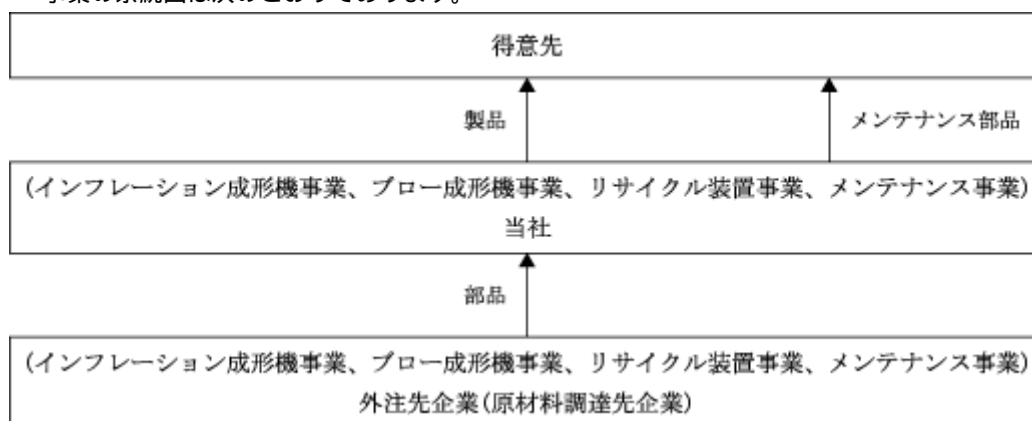 事業の系統図は次のとおりであります。
得意先
製品
メンテナンス部品
(インフレーション成形機事業、ブロー成形機事業、リサイクル装置事業、メンテナンス事業)
当社
部品
(インフレーション成形機事業、ブロー成形機事業、リサイクル装置事業、メンテナンス事業)
外注先企業(原材料調達先企業)